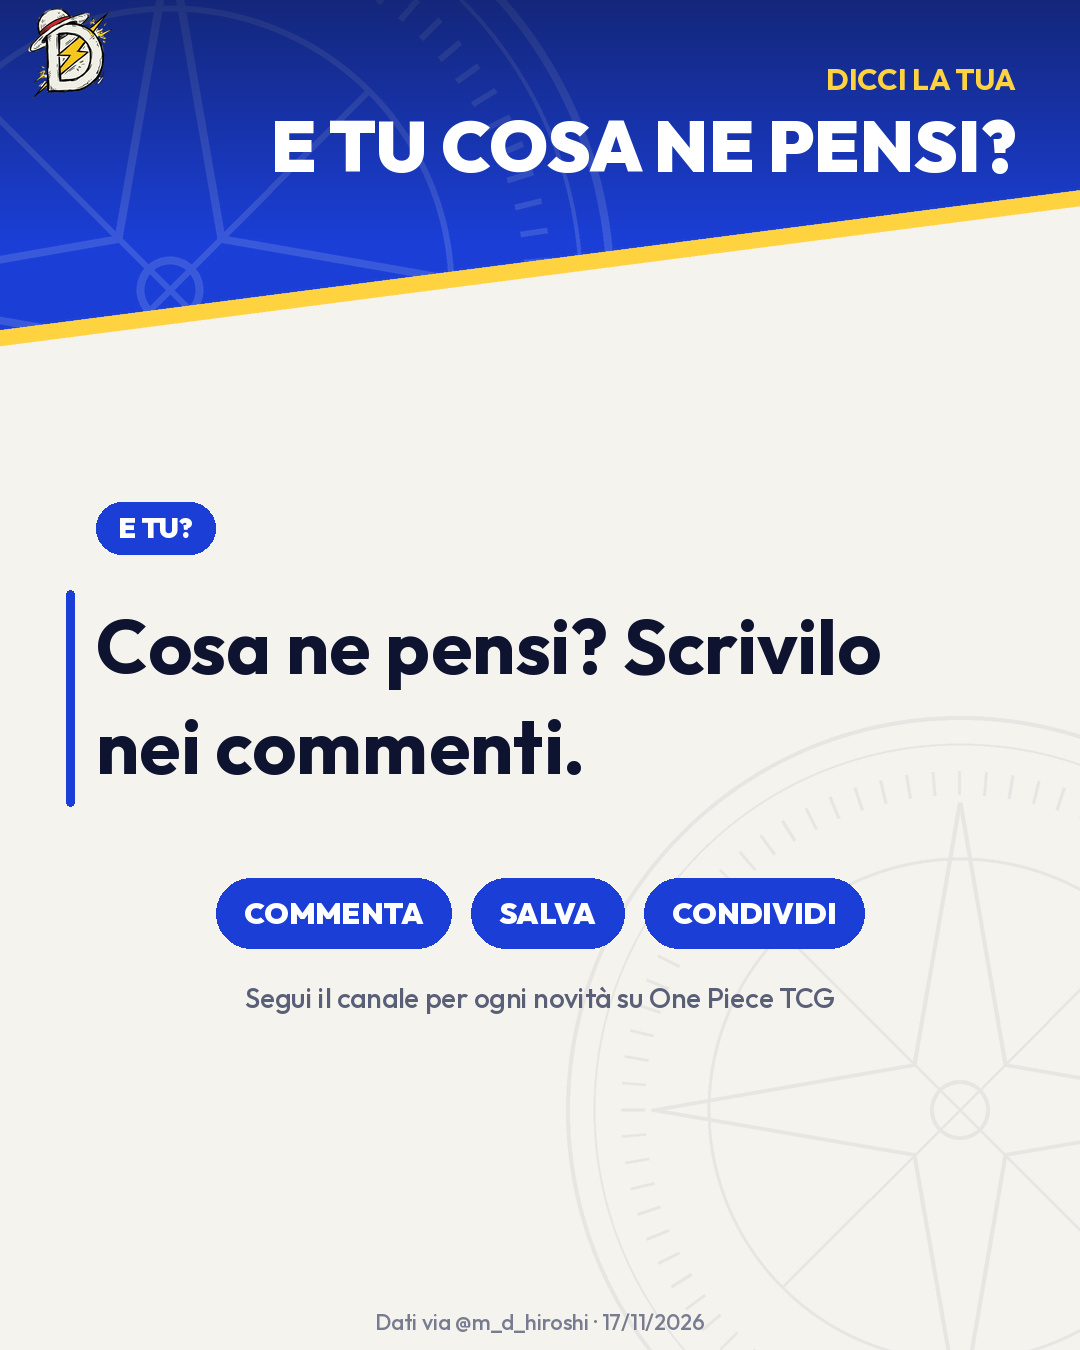 D
DICCI LA TUA
E TU COSA NE PENSI?
E TU?
Cosa ne pensi? Scrivilo
nei commenti.
COMMENTA SALVA CONDIVIDI
Segui il canale per ogni novità su One Piece TCG
Dati via @m_d_hiroshi · 17/11/2026